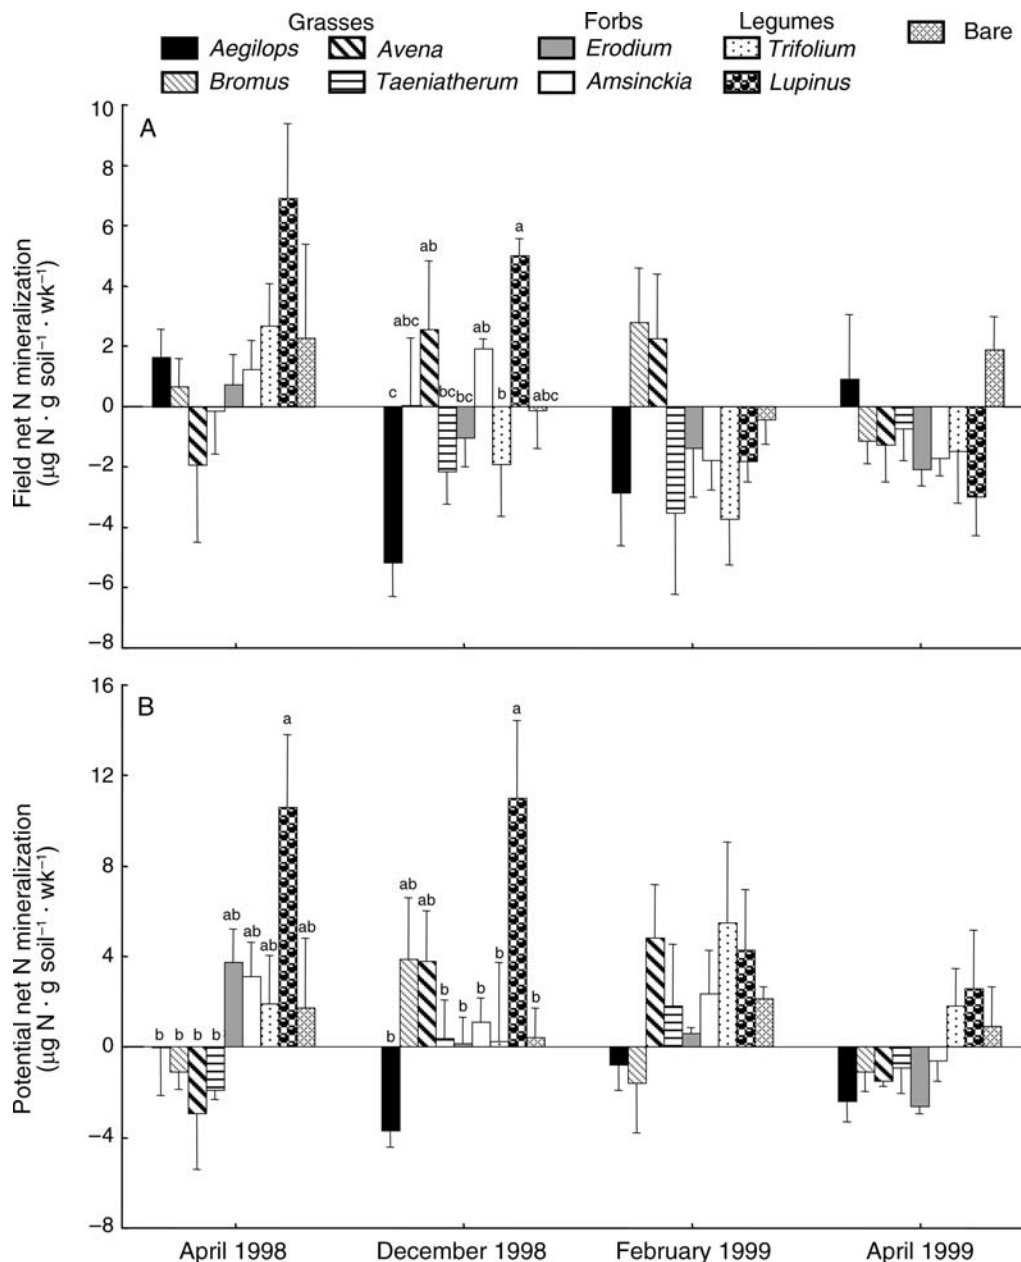 Grasses Forbs Legumes
Aegilops Avena Erodium Trifolium Bare
Bromus Taeniatherum Amsinckia Lupinus
A
Field net N mineralization
(μg N · g soil⁻¹ · wk⁻¹)
10
8
6
4
2
0
−2
−4
−6
−8
c abc ab bc bc ab b a abc
B
Potential net N mineralization
(μg N · g soil⁻¹ · wk⁻¹)
16
12
8
4
0
−4
−8
b b b b ab ab ab a ab
b ab ab b b b b a b
April 1998 December 1998 February 1999 April 1999